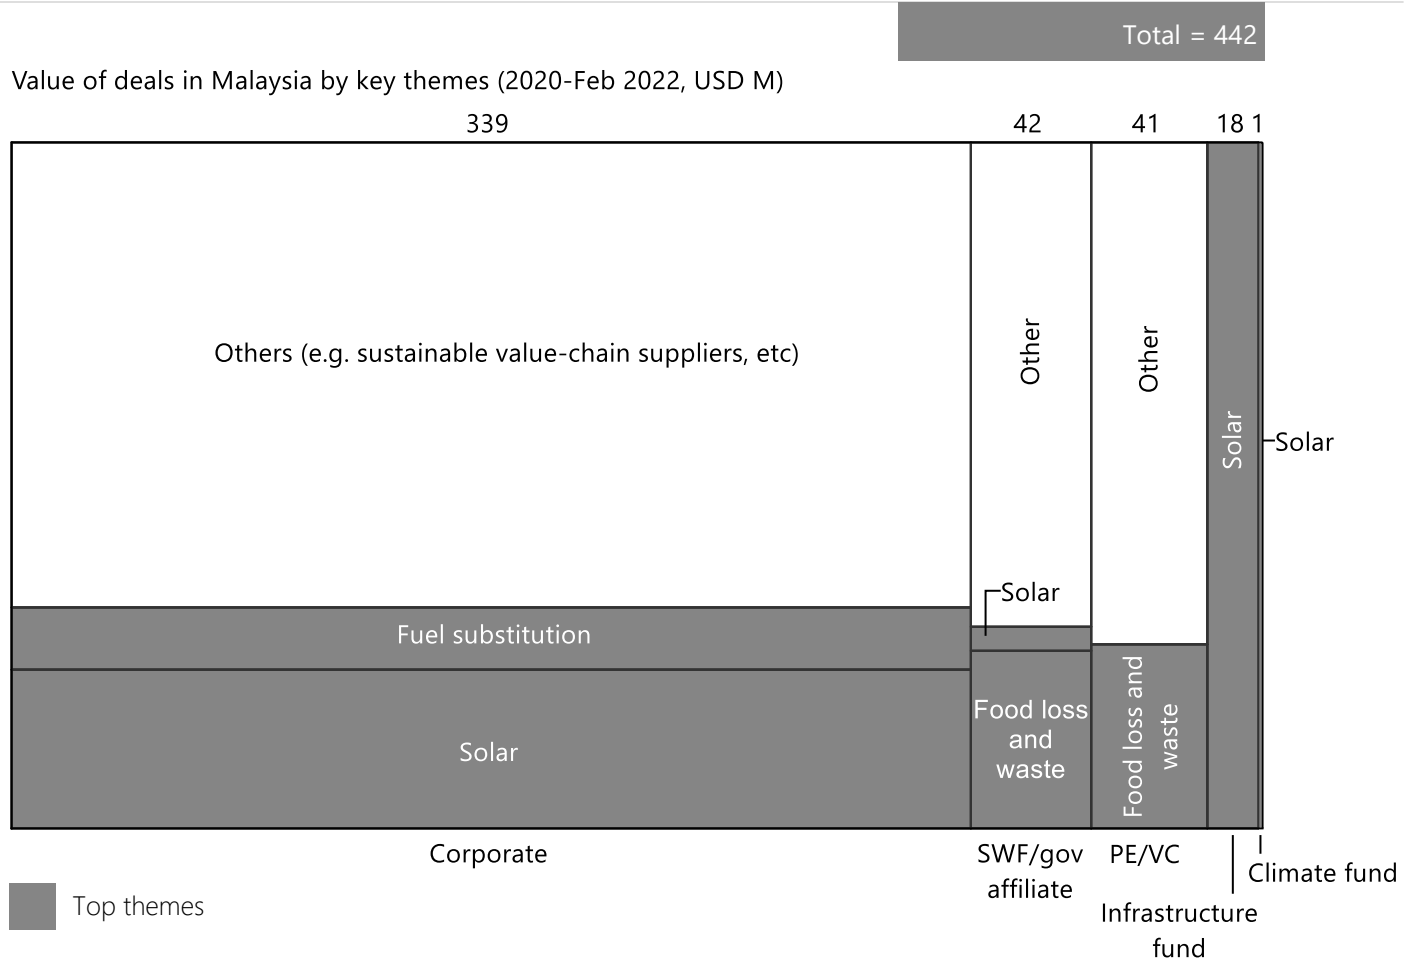 Total = 442
Value of deals in Malaysia by key themes (2020-Feb 2022, USD M)
339
42
41
18
1
Others (e.g. sustainable value-chain suppliers, etc)
Other
Other
Solar
Solar
Solar
Fuel substitution
Solar
Food loss
and
waste
Food loss and
waste
Corporate
SWF/gov
affiliate
PE/VC
Infrastructure
fund
Climate fund
Top themes